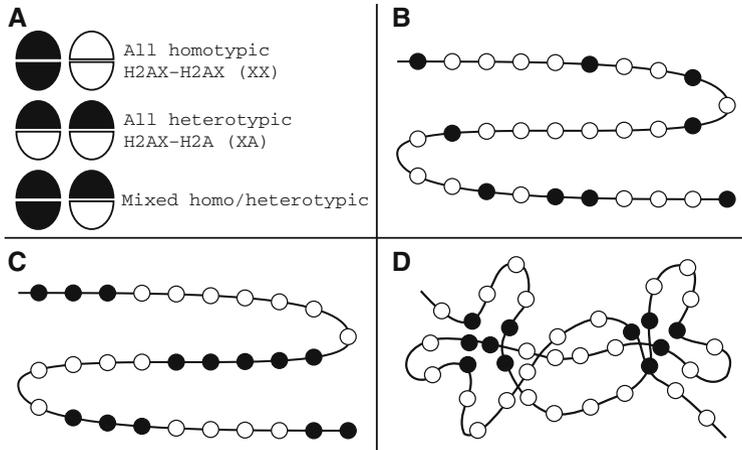 A
All homotypic
H2AX-H2AX (XX)
All heterotypic
H2AX-H2A (XA)
Mixed homo/heterotypic
B
C
D